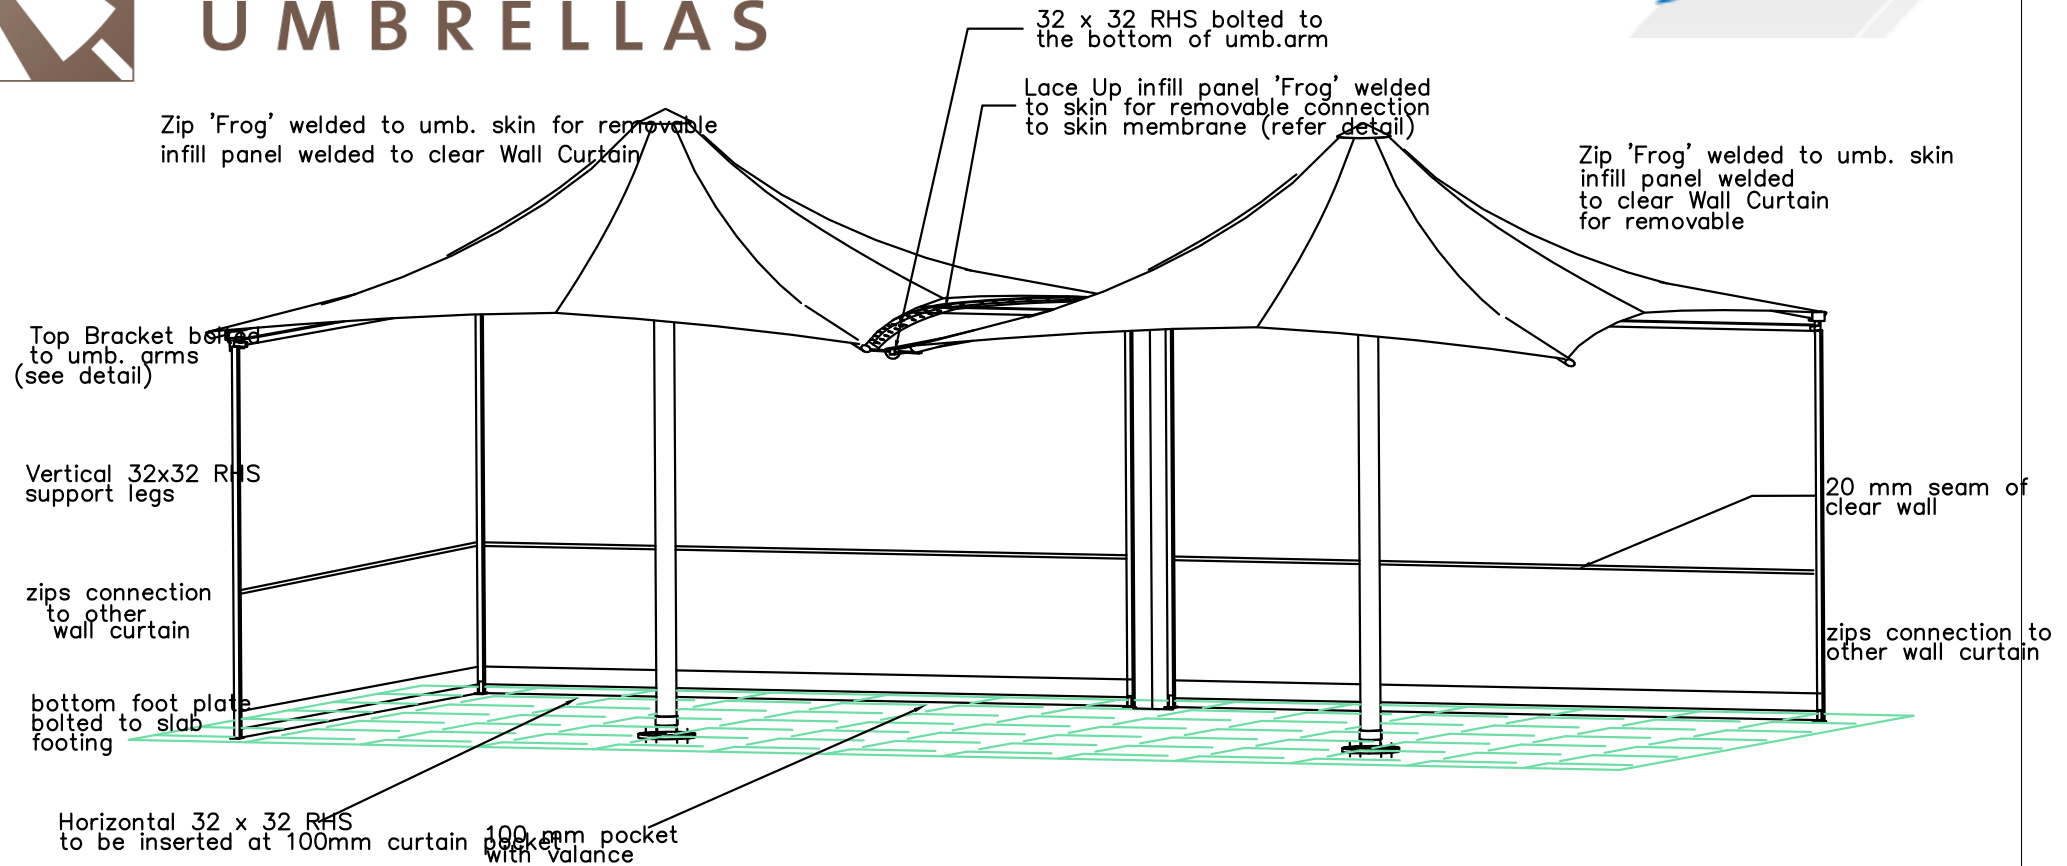 UMBRELLAS
32 x 32 RHS bolted to
the bottom of umb.arm
Lace Up infill panel 'Frog' welded
to skin for removable connection
to skin membrane (refer detail)
Zip 'Frog' welded to umb. skin for removable
infill panel welded to clear Wall Curtain
Zip 'Frog' welded to umb. skin
infill panel welded
to clear Wall Curtain
for removable
Top Bracket bolted
to umb. arms
(see detail)
Vertical 32x32 RHS
support legs
20 mm seam of
clear wall
zips connection
to other
wall curtain
zips connection to
other wall curtain
bottom foot plate
bolted to slab
footing
Horizontal 32 x 32 RHS
to be inserted at 100mm curtain pocket
100 mm pocket
with valance